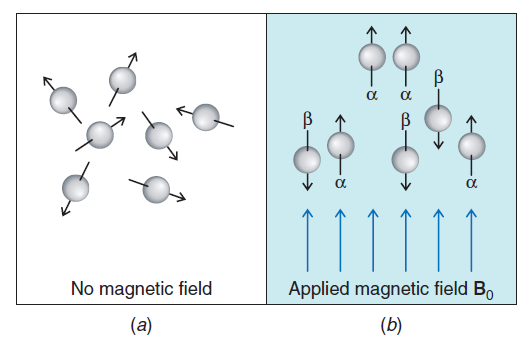 α α β
β β
α α
No magnetic field
Applied magnetic field B₀
(a)
(b)